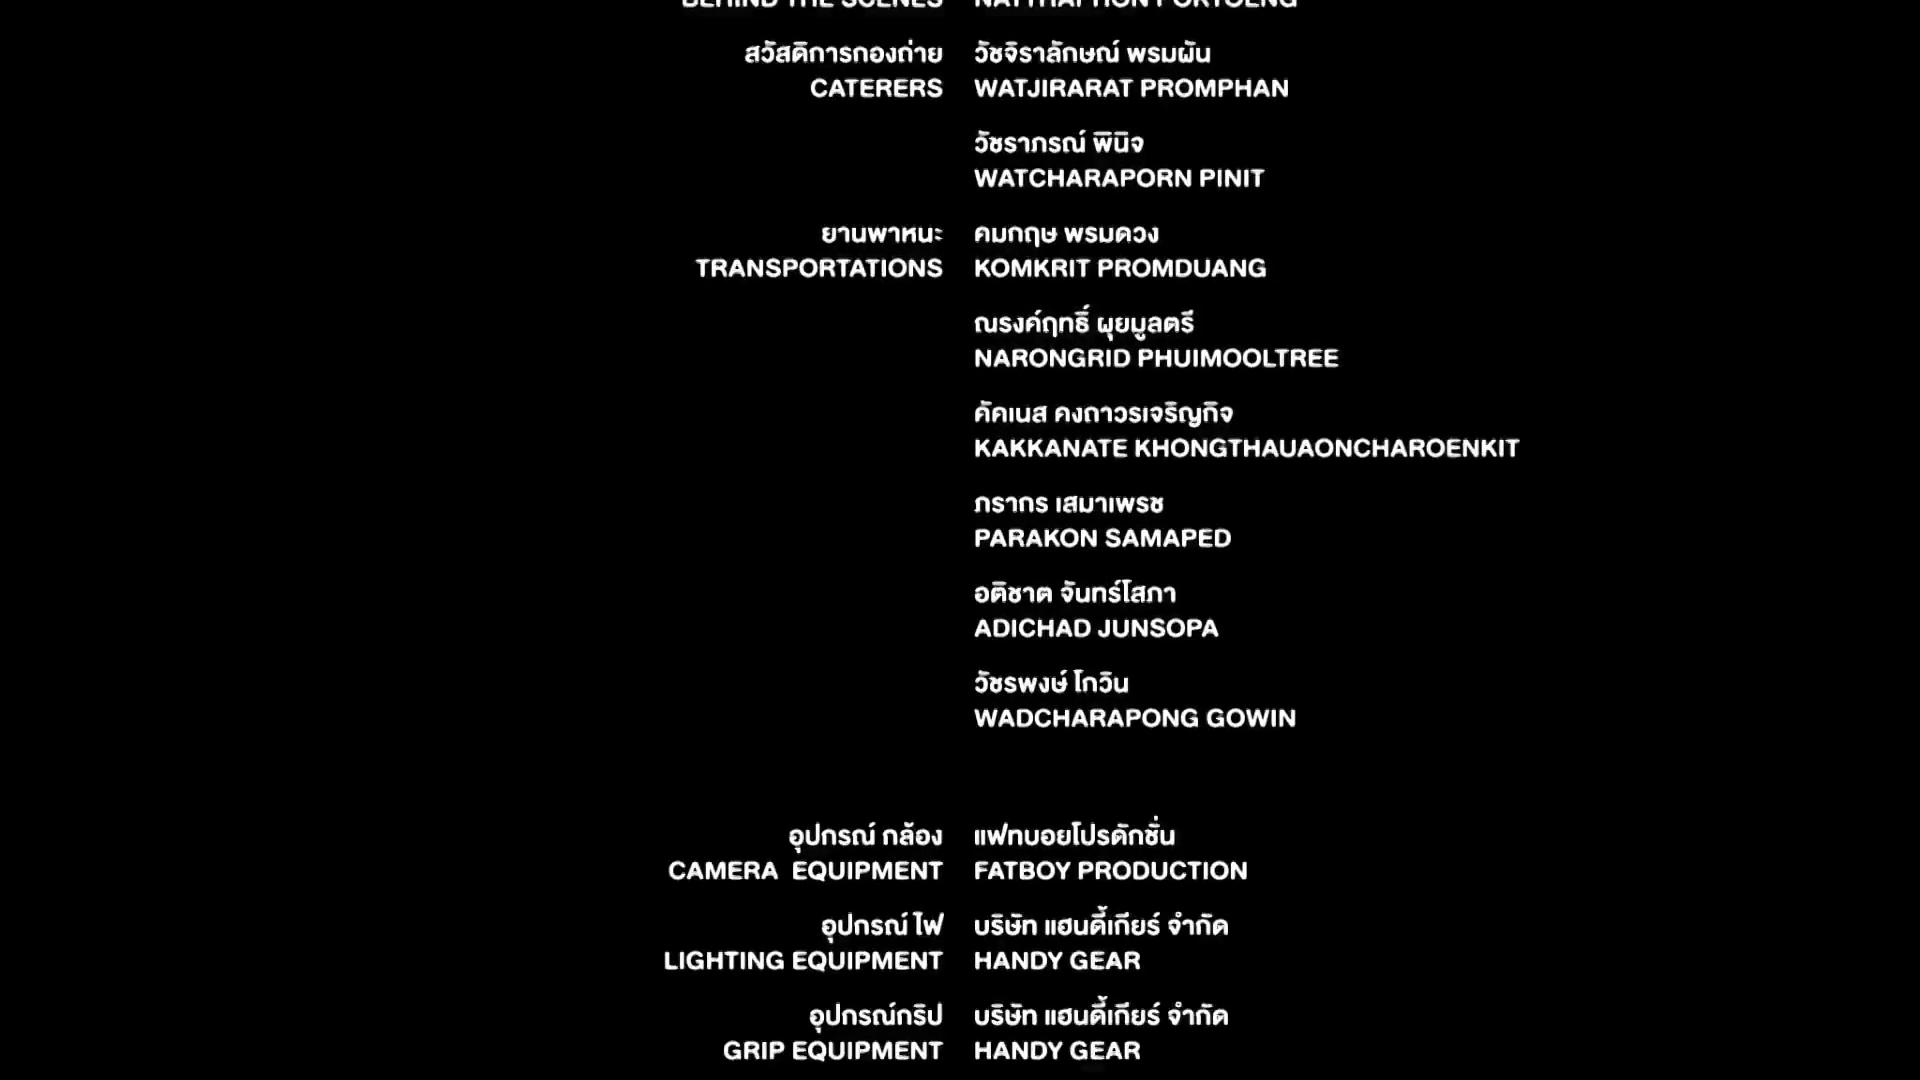 BEHIND THE SCENES NATTHAPHON PORTOENG
สวัสดิการกองถ่าย วัชจิราลักษณ์ พรมผัน
CATERERS WATJIRARAT PROMPHAN
วัชราภรณ์ พินิจ
WATCHARAPORN PINIT
ยานพาหนะ คมกฤษ พรมดวง
TRANSPORTATIONS KOMKRIT PROMDUANG
ณรงค์ฤทธิ์ ผุยมูลตรี
NARONGRID PHUIMOOLTREE
คัคเนส คงถาวรเจริญกิจ
KAKKANATE KHONGTHAUAONCHAROENKIT
ภรากร เสมาเพรช
PARAKON SAMAPED
อติชาต จันทร์โสภา
ADICHAD JUNSOPA
วัชรพงษ์ โกวิน
WADCHARAPONG GOWIN
อุปกรณ์ กล้อง แฟทบอยโปรดักชั่น
CAMERA EQUIPMENT FATBOY PRODUCTION
อุปกรณ์ ไฟ บริษัท แฮนดี้เกียร์ จำกัด
LIGHTING EQUIPMENT HANDY GEAR
อุปกรณ์กริป บริษัท แฮนดี้เกียร์ จำกัด
GRIP EQUIPMENT HANDY GEAR